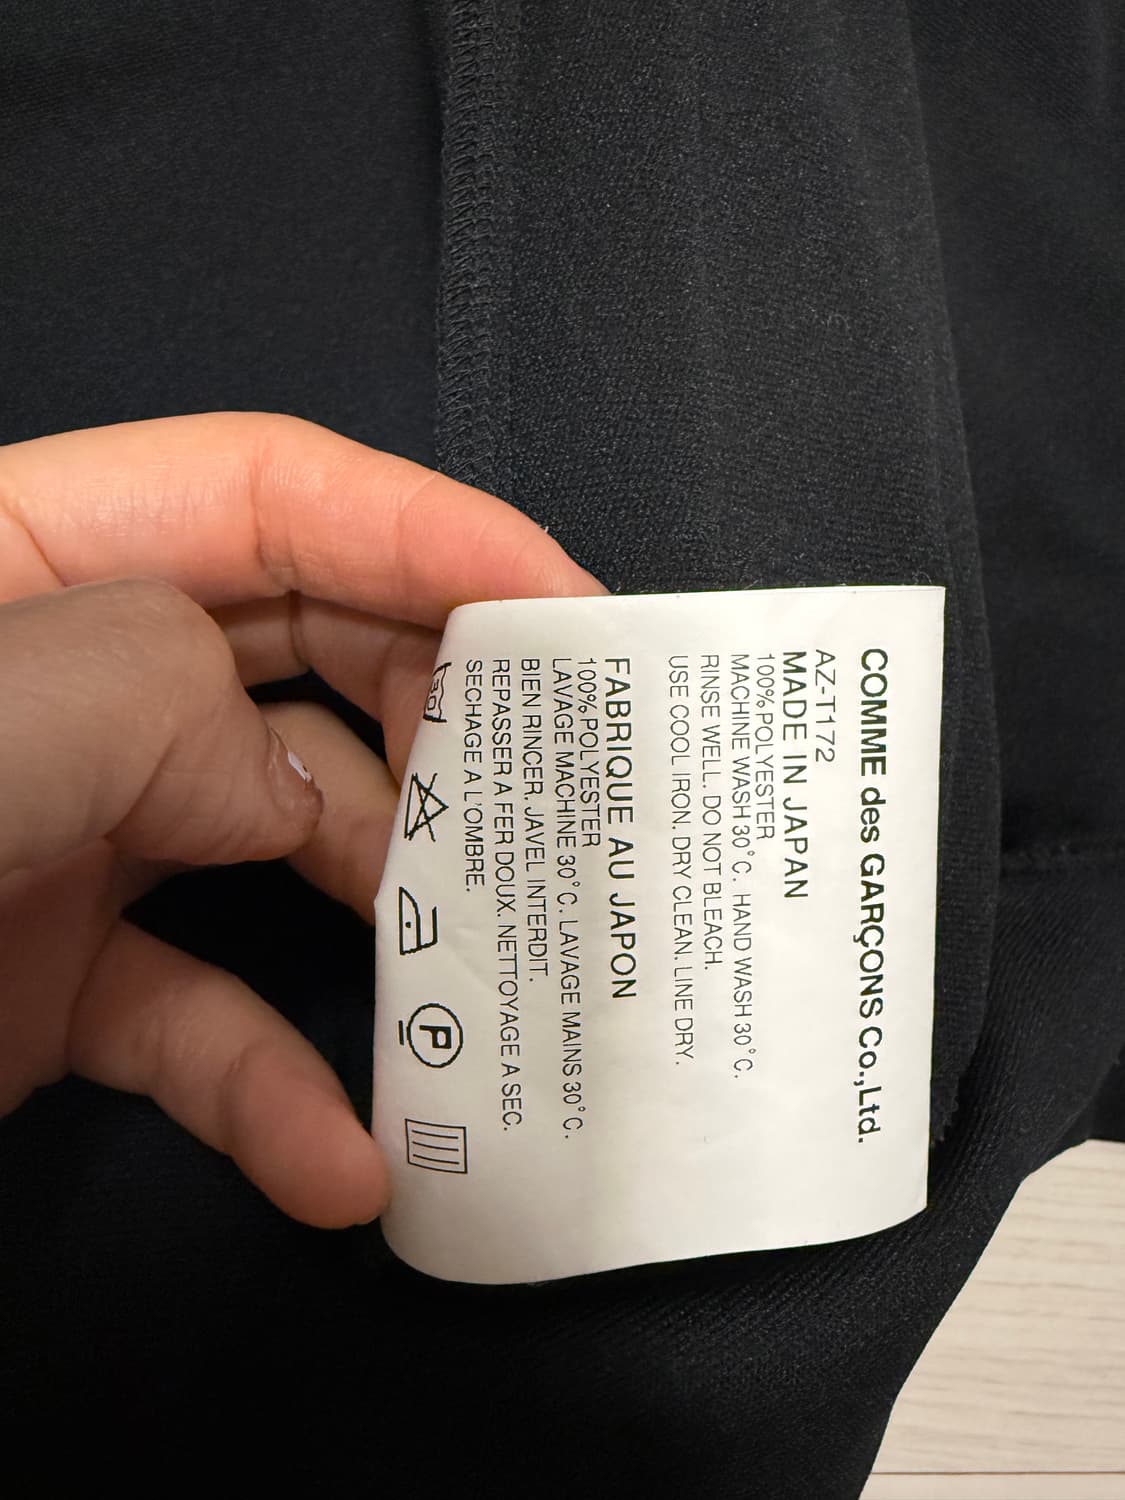 COMME des GARÇONS Co.,Ltd.
AZ-T172
MADE IN JAPAN
100% POLYESTER
MACHINE WASH 30°C. HAND WASH 30°C.
RINSE WELL. DO NOT BLEACH.
USE COOL IRON. DRY CLEAN. LINE DRY.
FABRIQUE AU JAPON
100% POLYESTER
LAVAGE MACHINE 30°C. LAVAGE MAINS 30°C.
BIEN RINCER. JAVEL INTERDIT.
REPASSER A FER DOUX. NETTOYAGE A SEC.
SECHAGE A L'OMBRE.
30 P